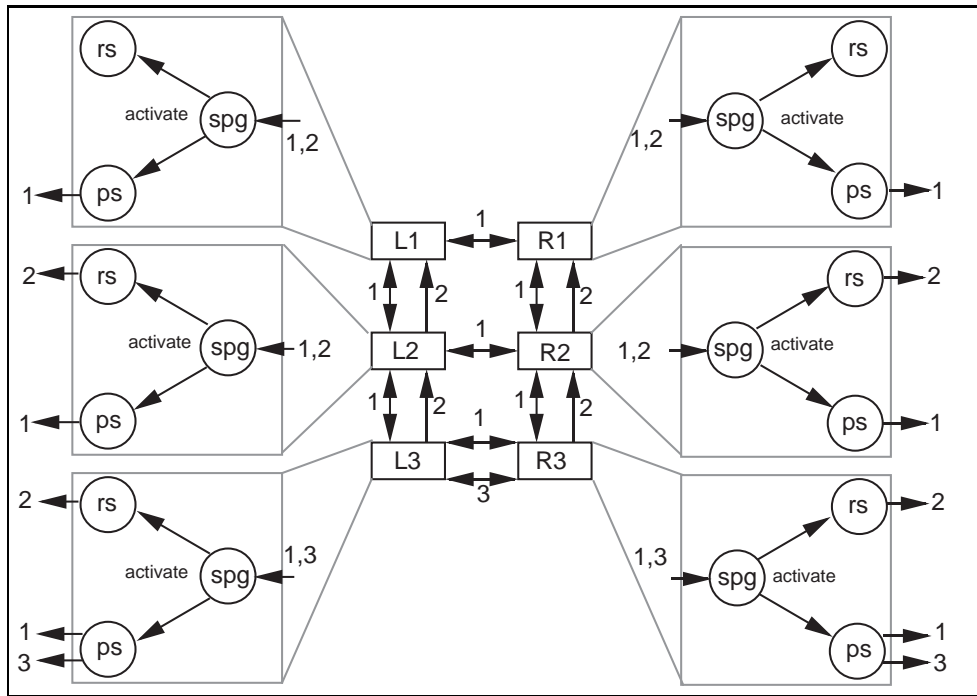 rs
activate
spg
1,2
1
ps
rs
spg
activate
1,2
ps
1
1
L1
R1
1
2
1
2
2
rs
activate
spg
1,2
1
ps
1
L2
R2
1
2
1
2
rs
2
1,2
spg
activate
ps
1
1
L3
R3
3
2
rs
activate
spg
1,3
1
3
ps
rs
2
1,3
spg
activate
ps
1
3